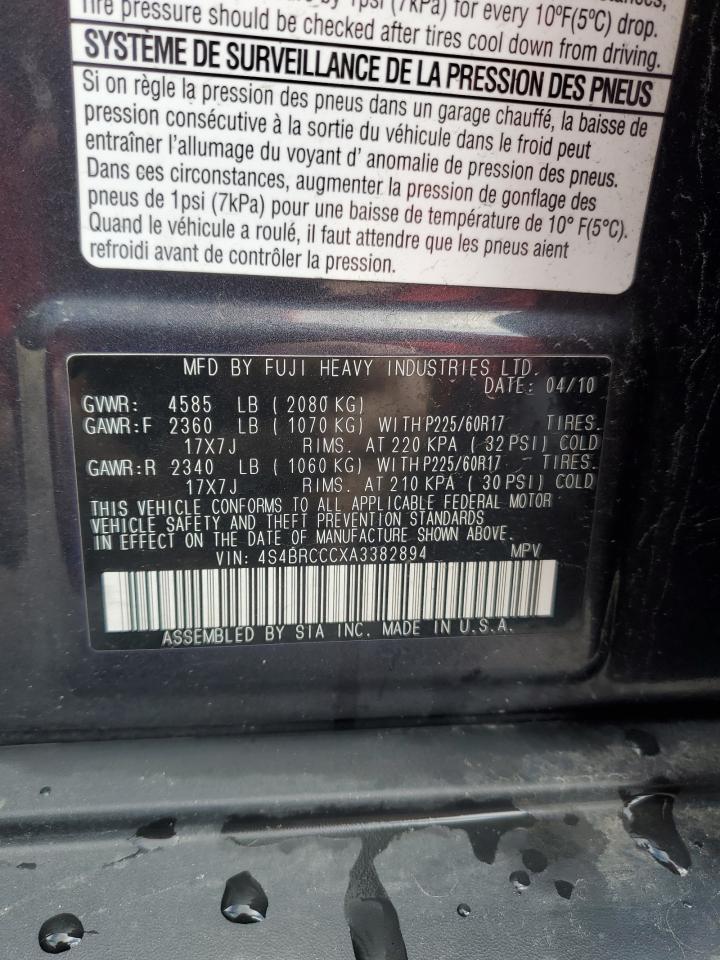 by 1psi (7kPa) for every 10°F(5°C) drop.
Tire pressure should be checked after tires cool down from driving.
SYSTÈME DE SURVEILLANCE DE LA PRESSION DES PNEUS
Si on règle la pression des pneus dans un garage chauffé, la baisse de
pression consécutive à la sortie du véhicule dans le froid peut
entraîner l'allumage du voyant d' anomalie de pression des pneus.
Dans ces circonstances, augmenter la pression de gonflage des
pneus de 1psi (7kPa) pour une baisse de température de 10° F(5°C).
Quand le véhicule a roulé, il faut attendre que les pneus aient
refroidi avant de contrôler la pression.
MFD BY FUJI HEAVY INDUSTRIES LTD.
DATE: 04/10
GVWR: 4585 LB ( 2080 KG)
GAWR:F 2360 LB ( 1070 KG) WITH P225/60R17 TIRES.
17X7J RIMS. AT 220 KPA ( 32 PSI) COLD
GAWR:R 2340 LB ( 1060 KG) WITH P225/60R17 TIRES.
17X7J RIMS. AT 210 KPA ( 30 PSI) COLD
THIS VEHICLE CONFORMS TO ALL APPLICABLE FEDERAL MOTOR
VEHICLE SAFETY AND THEFT PREVENTION STANDARDS
IN EFFECT ON THE DATE OF MANUFACTURE SHOWN ABOVE.
VIN: 4S4BRCCCXA3382894 MPV
ASSEMBLED BY SIA INC. MADE IN U.S.A.